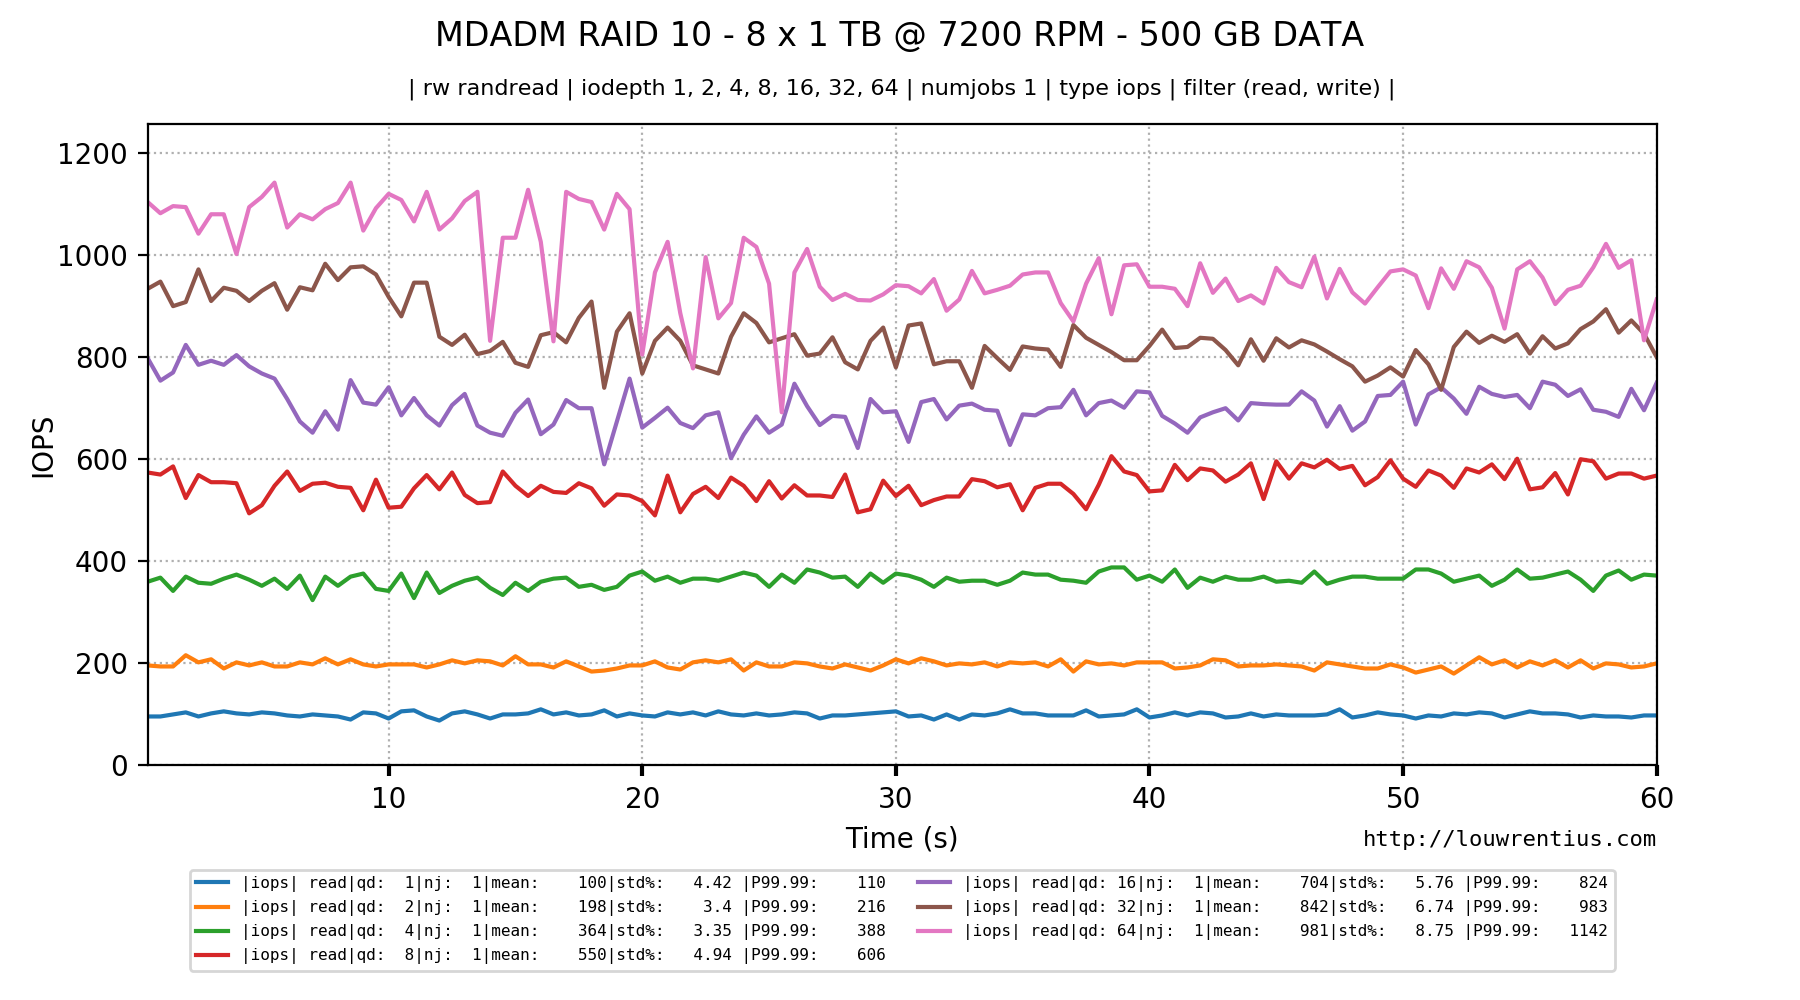 MDADM RAID 10 - 8 x 1 TB @ 7200 RPM - 500 GB DATA
| rw randread | iodepth 1, 2, 4, 8, 16, 32, 64 | numjobs 1 | type iops | filter (read, write) |
1200
1000
800
600
400
200
0
IOPS
10 20 30 40 50 60
Time (s)
http://louwrentius.com
|iops| read|qd:  1|nj:  1|mean:    100|std%:   4.42 |P99.99:    110
|iops| read|qd:  2|nj:  1|mean:    198|std%:    3.4 |P99.99:    216
|iops| read|qd:  4|nj:  1|mean:    364|std%:   3.35 |P99.99:    388
|iops| read|qd:  8|nj:  1|mean:    550|std%:   4.94 |P99.99:    606
|iops| read|qd: 16|nj:  1|mean:    704|std%:   5.76 |P99.99:    824
|iops| read|qd: 32|nj:  1|mean:    842|std%:   6.74 |P99.99:    983
|iops| read|qd: 64|nj:  1|mean:    981|std%:   8.75 |P99.99:   1142